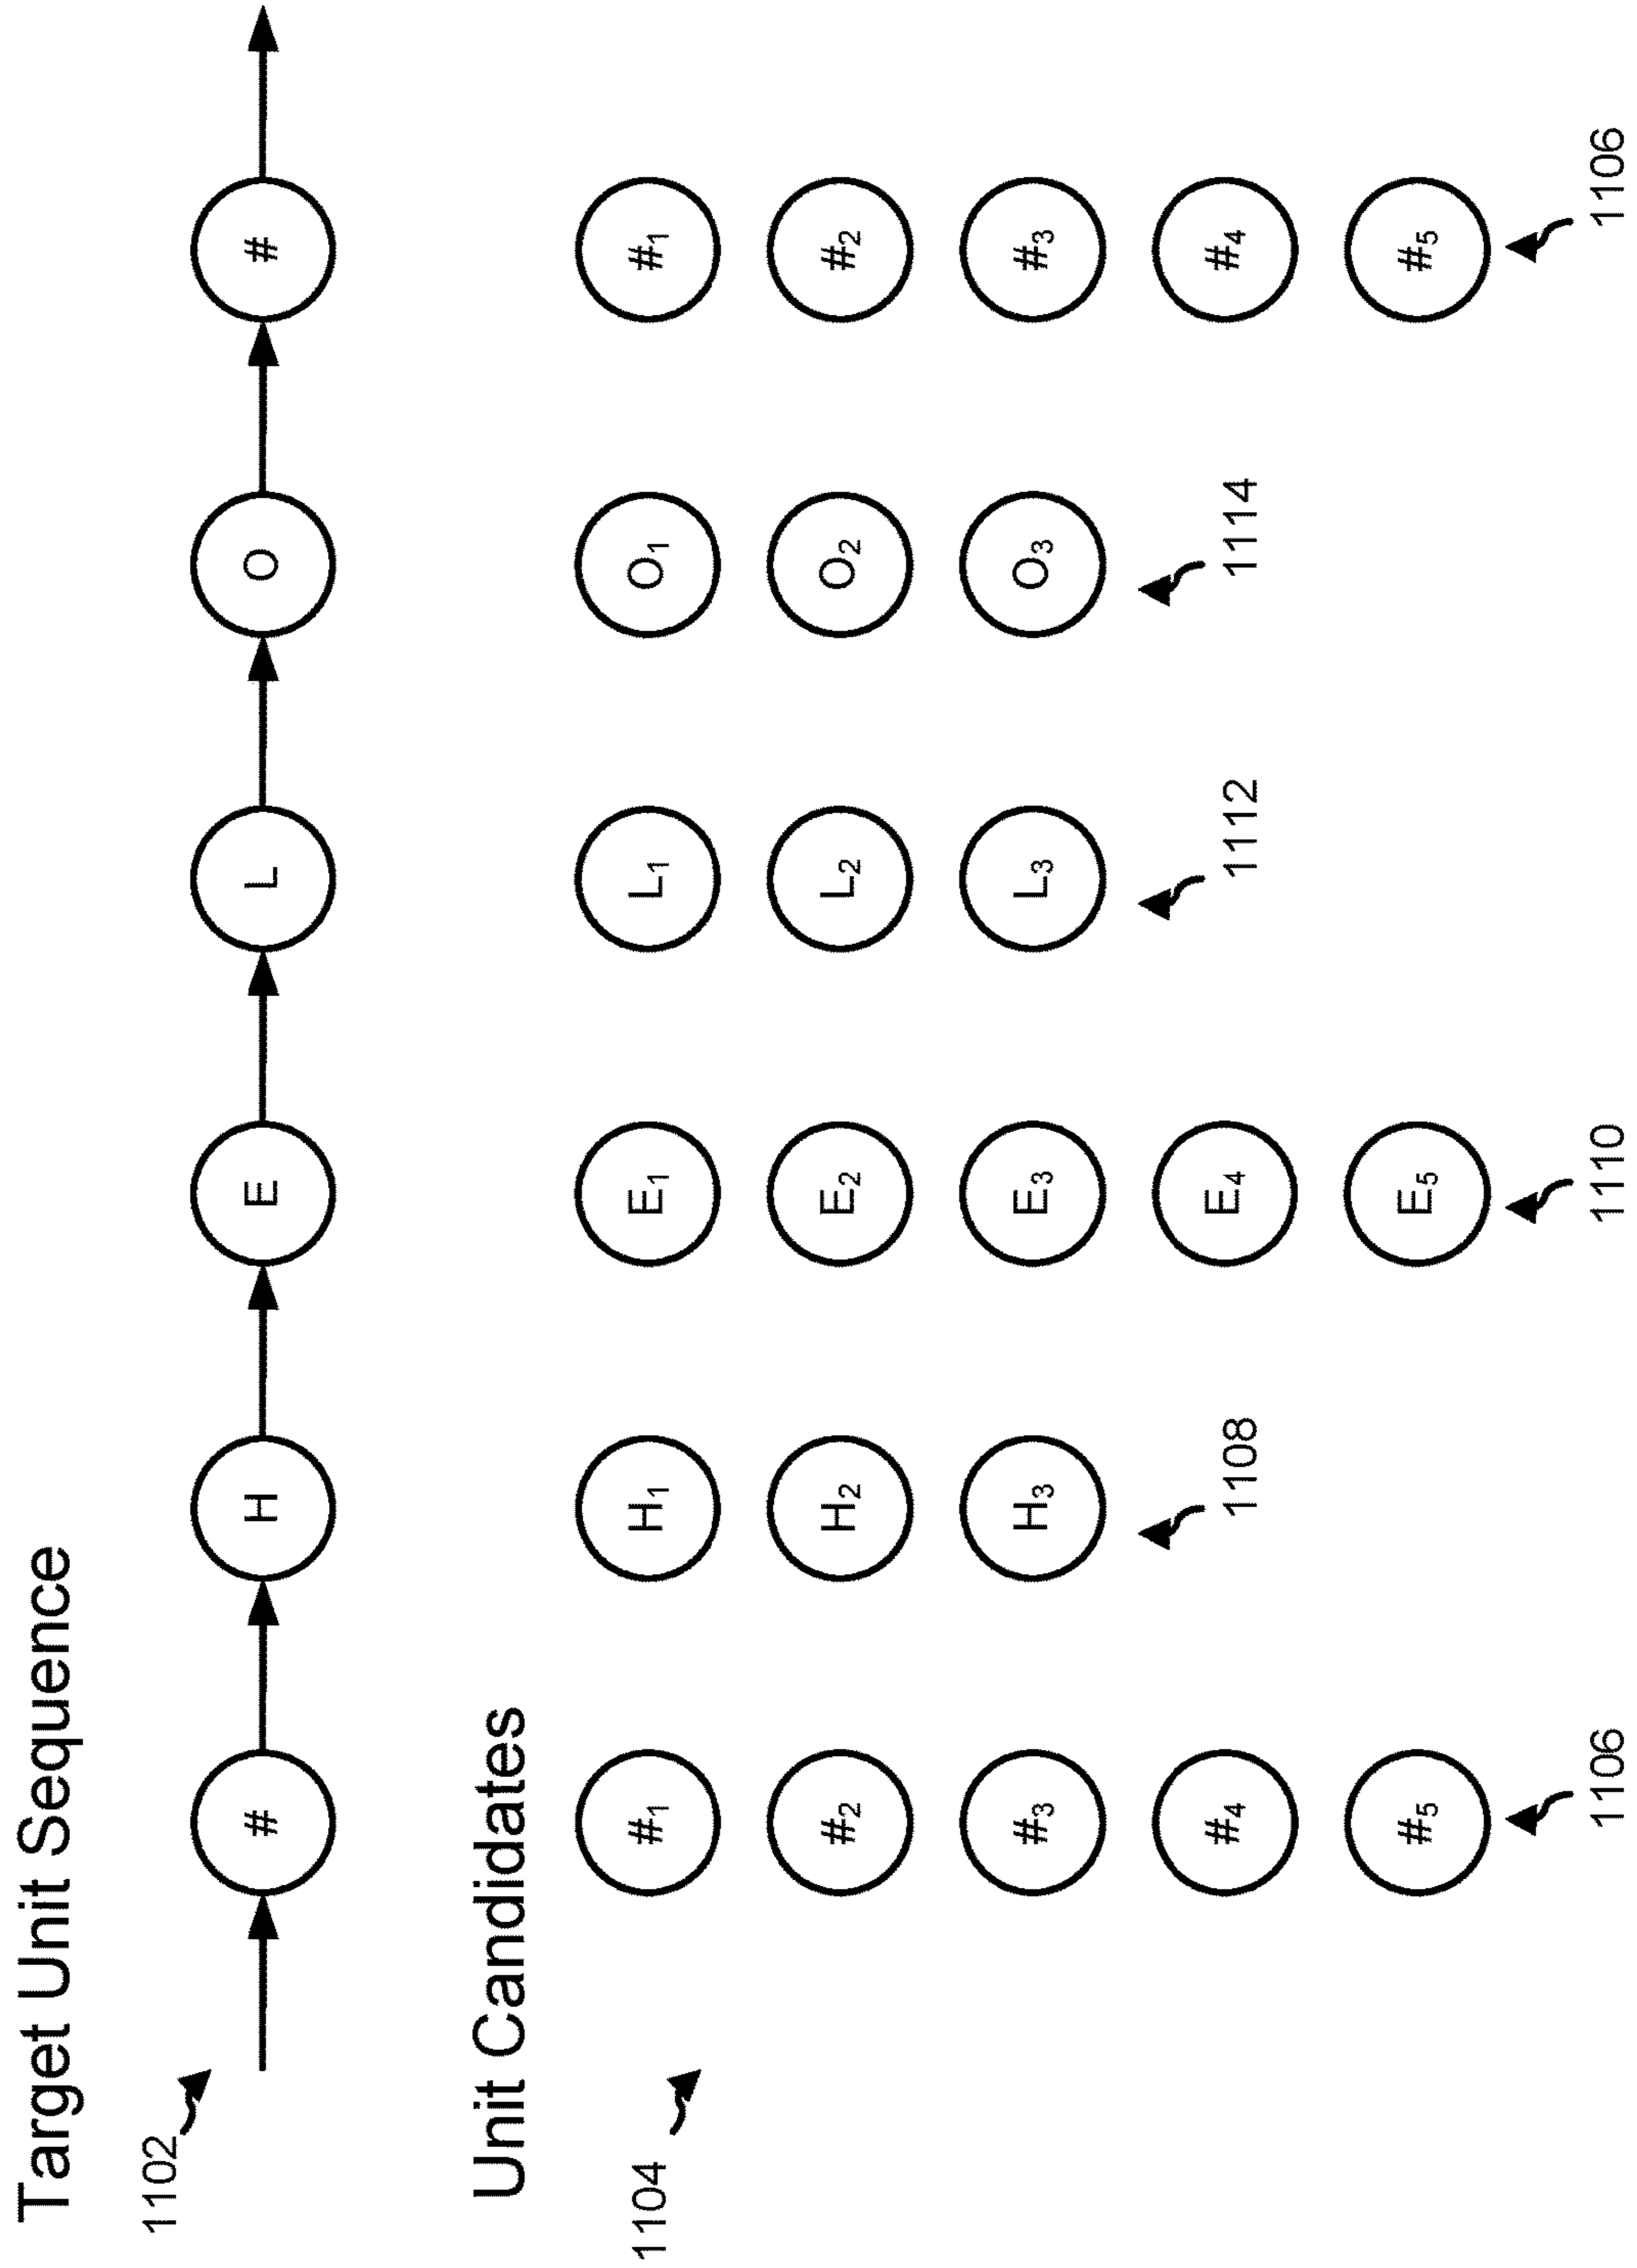 Target Unit Sequence
1102
# H E L O #
Unit Candidates
1104
#₁ H₁ E₁ L₁ O₁ #₁
#₂ H₂ E₂ L₂ O₂ #₂
#₃ H₃ E₃ L₃ O₃ #₃
1108 1112 1114
#₄ E₄ #₄
#₅ E₅ #₅
1106 1110 1106